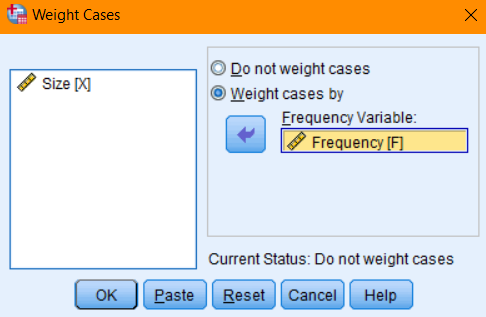 Weight Cases
Size [X]
Do not weight cases
Weight cases by
Frequency Variable:
Frequency [F]
Current Status: Do not weight cases
OK Paste Reset Cancel Help